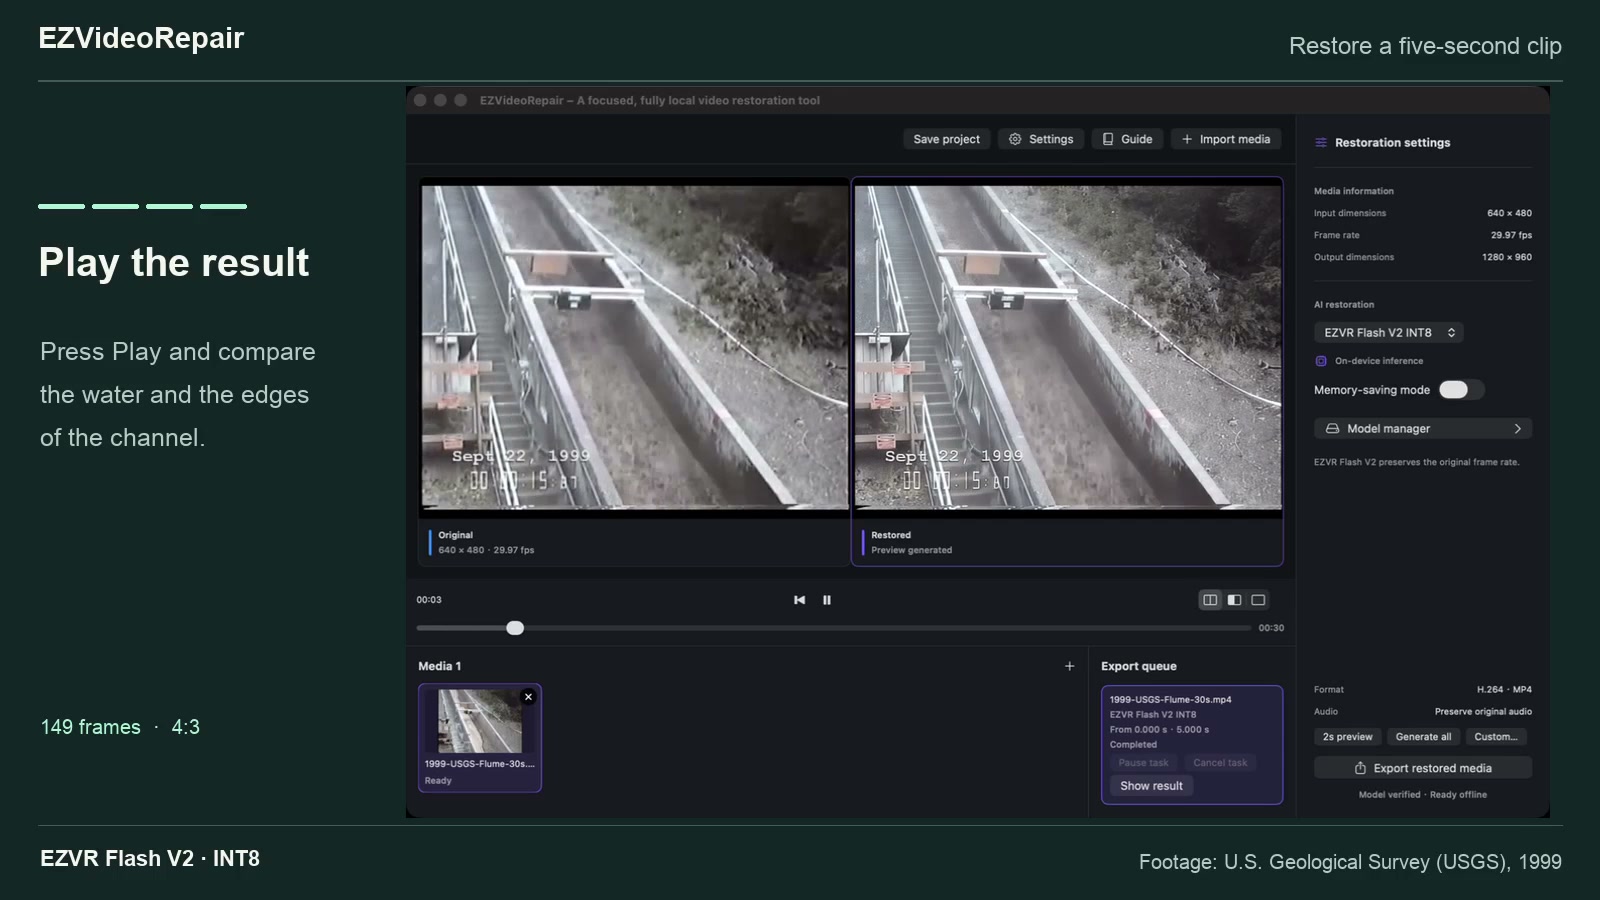 EZVideoRepair
Restore a five-second clip
EZVideoRepair – A focused, fully local video restoration tool
Save project
Settings
Guide
Import media
Restoration settings
Media information
Input dimensions 640 × 480
Frame rate 29.97 fps
Output dimensions 1280 × 960
AI restoration
EZVR Flash V2 INT8
On-device inference
Memory-saving mode
Model manager
EZVR Flash V2 preserves the original frame rate.
Play the result
Press Play and compare
the water and the edges
of the channel.
149 frames · 4:3
Sept 22, 1999
Sept 22, 1999
Original
640 × 480 · 29.97 fps
Restored
Preview generated
00:03
00:30
Media 1
1999-USGS-Flume-30s....
Ready
Export queue
1999-USGS-Flume-30s.mp4
EZVR Flash V2 INT8
From 0.000 s · 5.000 s
Completed
Pause task
Cancel task
Show result
Format H.264 · MP4
Audio Preserve original audio
2s preview
Generate all
Custom...
Export restored media
Model verified · Ready offline
EZVR Flash V2 · INT8
Footage: U.S. Geological Survey (USGS), 1999